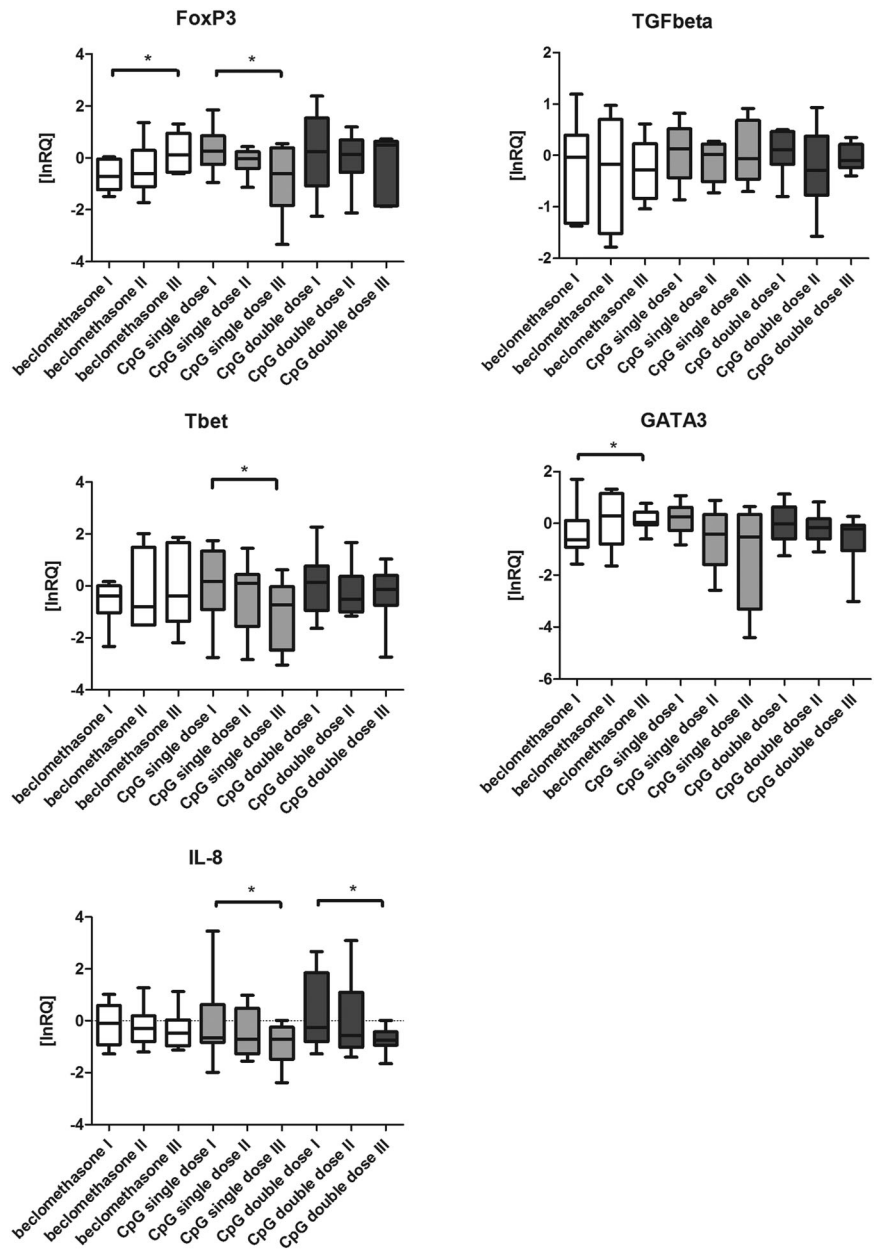 FoxP3
*
*
4
2
0
-2
-4
[lnRQ]
beclomethasone I
beclomethasone II
beclomethasone III
CpG single dose I
CpG single dose II
CpG single dose III
CpG double dose I
CpG double dose II
CpG double dose III
TGFbeta
2
1
0
-1
-2
[lnRQ]
beclomethasone I
beclomethasone II
beclomethasone III
CpG single dose I
CpG single dose II
CpG single dose III
CpG double dose I
CpG double dose II
CpG double dose III
Tbet
*
4
2
0
-2
-4
[lnRQ]
beclomethasone I
beclomethasone II
beclomethasone III
CpG single dose I
CpG single dose II
CpG single dose III
CpG double dose I
CpG double dose II
CpG double dose III
GATA3
*
2
0
-2
-4
-6
[lnRQ]
beclomethasone I
beclomethasone II
beclomethasone III
CpG single dose I
CpG single dose II
CpG single dose III
CpG double dose I
CpG double dose II
CpG double dose III
IL-8
*
*
4
2
0
-2
-4
[lnRQ]
beclomethasone I
beclomethasone II
beclomethasone III
CpG single dose I
CpG single dose II
CpG single dose III
CpG double dose I
CpG double dose II
CpG double dose III